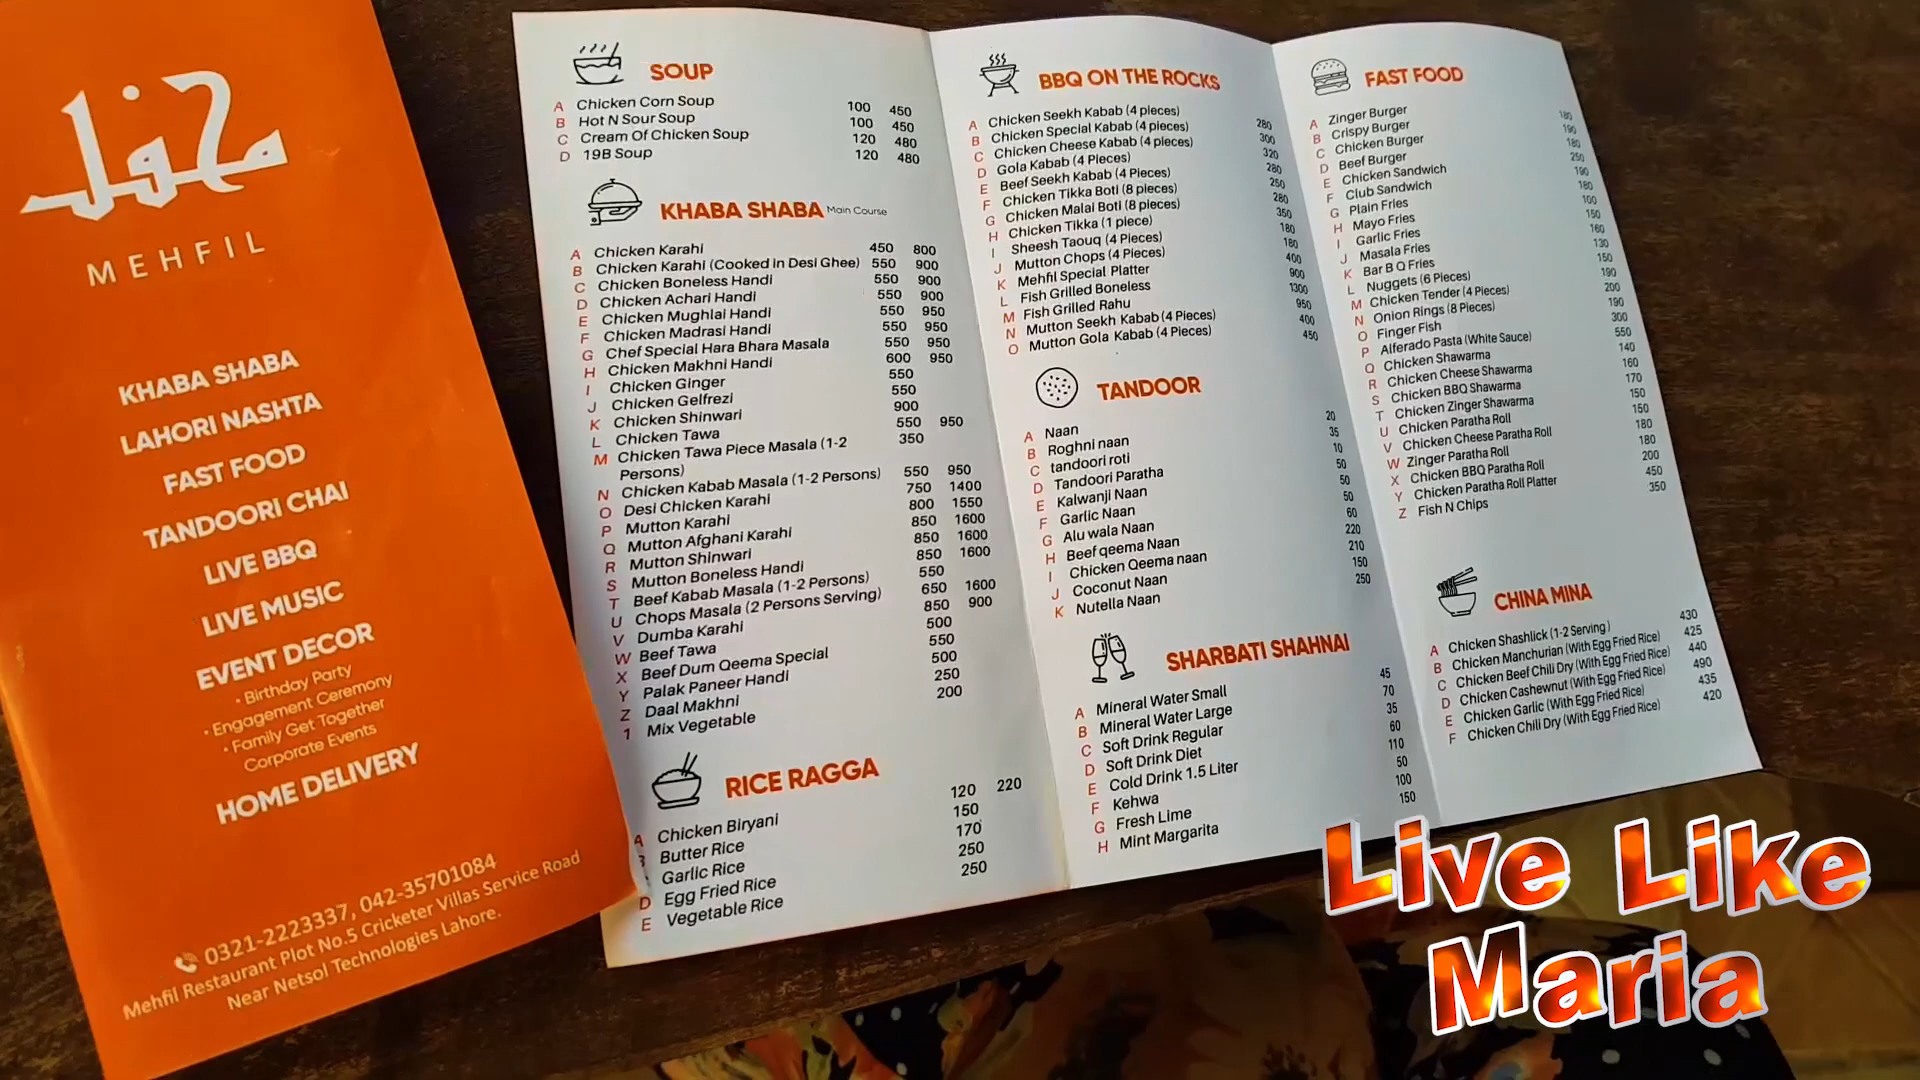 محفل
MEHFIL
KHABA SHABA
LAHORI NASHTA
FAST FOOD
TANDOORI CHAI
LIVE BBQ
LIVE MUSIC
EVENT DECOR
• Birthday Party
• Engagement Ceremony
• Family Get Together
Corporate Events
HOME DELIVERY
0321-2223337, 042-35701084
Mehfil Restaurant Plot No.5 Cricketer Villas Service Road
Near Netsol Technologies Lahore.
SOUP
A Chicken Corn Soup 100 450
B Hot N Sour Soup 100 450
C Cream Of Chicken Soup 120 480
D 19B Soup 120 480
KHABA SHABA Main Course
A Chicken Karahi 450 800
B Chicken Karahi (Cooked in Desi Ghee) 550 900
C Chicken Boneless Handi 550 900
D Chicken Achari Handi 550 900
E Chicken Mughlai Handi 550 950
F Chicken Madrasi Handi 550 950
G Chef Special Hara Bhara Masala 550 950
H Chicken Makhni Handi 600 950
I Chicken Ginger 550
J Chicken Gelfrezi 550
K Chicken Shinwari 900
L Chicken Tawa 550 950
M Chicken Tawa Piece Masala (1-2 350
Persons)
N Chicken Kabab Masala (1-2 Persons) 550 950
O Desi Chicken Karahi 750 1400
P Mutton Karahi 800 1550
Q Mutton Afghani Karahi 850 1600
R Mutton Shinwari 850 1600
S Mutton Boneless Handi 850 1600
T Beef Kabab Masala (1-2 Persons) 550
U Chops Masala (2 Persons Serving) 650 1600
V Dumba Karahi 850 900
W Beef Tawa 500
X Beef Dum Qeema Special 550
Y Palak Paneer Handi 500
Z Daal Makhni 250
1 Mix Vegetable 200
RICE RAGGA
A Chicken Biryani 120 220
Butter Rice 150
Garlic Rice 170
D Egg Fried Rice 250
E Vegetable Rice 250
BBQ ON THE ROCKS
A Chicken Seekh Kabab (4 pieces) 280
B Chicken Special Kabab (4 pieces) 300
C Chicken Cheese Kabab (4 pieces) 320
D Gola Kabab (4 Pieces) 280
E Beef Seekh Kabab (4 Pieces) 250
F Chicken Tikka Boti (8 pieces) 280
G Chicken Malai Boti (8 pieces) 350
H Chicken Tikka (1 piece) 180
I Sheesh Taouq (4 Pieces) 180
J Mutton Chops (4 Pieces) 400
K Mehfil Special Platter 900
L Fish Grilled Boneless 1300
M Fish Grilled Rahu 950
N Mutton Seekh Kabab (4 Pieces) 400
O Mutton Gola Kabab (4 Pieces) 450
TANDOOR
A Naan 20
B Roghni naan 35
C tandoori roti 10
D Tandoori Paratha 50
E Kalwanji Naan 50
F Garlic Naan 50
G Alu wala Naan 60
H Beef qeema Naan 220
I Chicken Qeema naan 210
J Coconut Naan 150
K Nutella Naan 250
SHARBATI SHAHNAI
A Mineral Water Small 45
B Mineral Water Large 70
C Soft Drink Regular 35
D Soft Drink Diet 60
E Cold Drink 1.5 Liter 110
F Kehwa 50
G Fresh Lime 100
H Mint Margarita 150
FAST FOOD
A Zinger Burger 180
B Crispy Burger 190
C Chicken Burger 180
D Beef Burger 250
E Chicken Sandwich 190
F Club Sandwich 180
G Plain Fries 100
H Mayo Fries 150
I Garlic Fries 160
J Masala Fries 130
K Bar B Q Fries 150
L Nuggets (6 Pieces) 190
M Chicken Tender (4 Pieces) 200
N Onion Rings (8 Pieces) 190
O Finger Fish 300
P Alferado Pasta (White Sauce) 550
Q Chicken Shawarma 140
R Chicken Cheese Shawarma 160
S Chicken BBQ Shawarma 170
T Chicken Zinger Shawarma 150
U Chicken Paratha Roll 150
V Chicken Cheese Paratha Roll 180
W Zinger Paratha Roll 180
X Chicken BBQ Paratha Roll 200
Y Chicken Paratha Roll Platter 450
Z Fish N Chips 350
CHINA MINA
A Chicken Shashlick (1-2 Serving) 430
B Chicken Manchurian (With Egg Fried Rice) 425
C Chicken Beef Chili Dry (With Egg Fried Rice) 440
D Chicken Cashewnut (With Egg Fried Rice) 490
E Chicken Garlic (With Egg Fried Rice) 435
F Chicken Chili Dry (With Egg Fried Rice) 420
Live Like
Maria